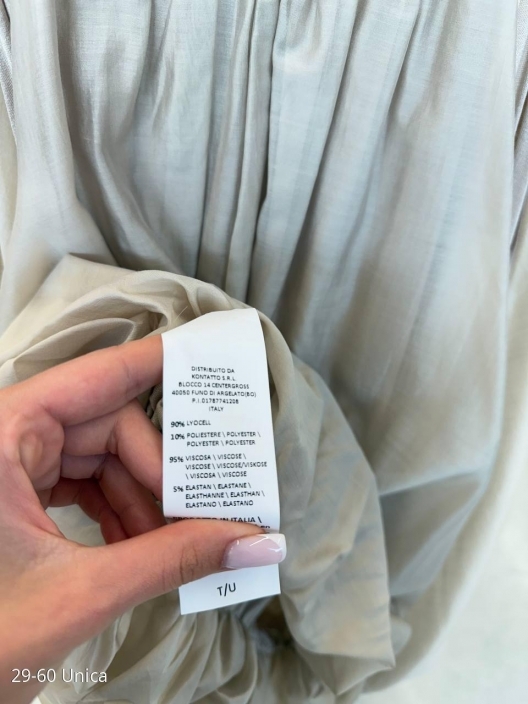 DISTRIBUITO DA
KONTATTO S.R.L
BLOCCO 14 CENTERGROSS
40050 FUNO DI ARGELATO(BO)
P.I.01787741208
ITALY
90% LYOCELL
10% POLIESTERE \ POLYESTER \
POLYESTER \ POLYESTER
95% VISCOSA \ VISCOSE \
VISCOSE \ VISCOSE/VISKOSE
\ VISCOSA \ VISCOSE
5% ELASTAN \ ELASTANE \
ELASTHANNE \ ELASTHAN \
ELASTANO \ ELASTANO
IN ITALIA \
T/U
29-60 Unica